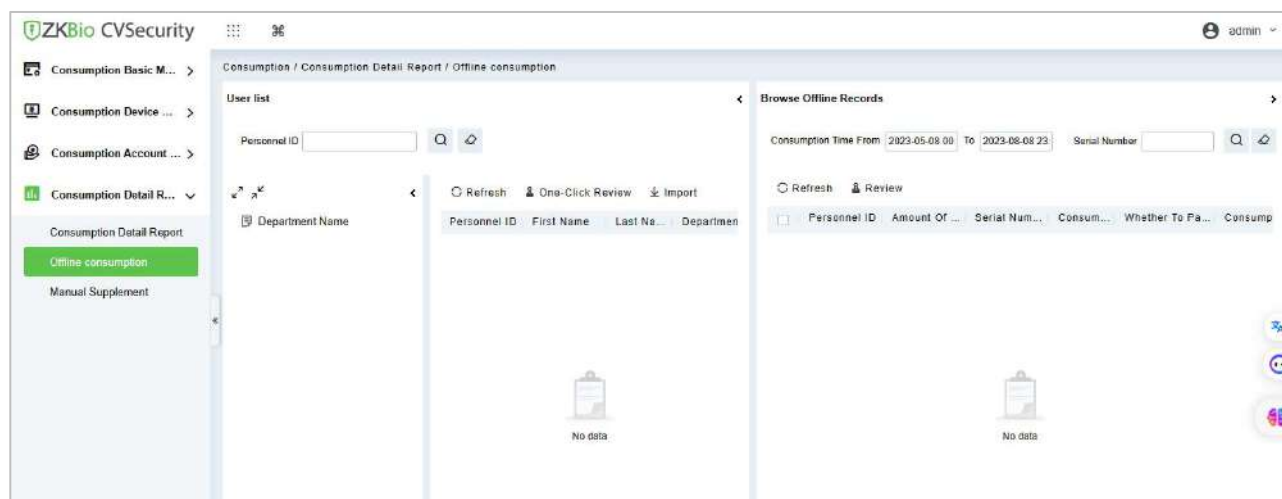 ZKBio CVSecurity
admin
Consumption Basic M...
Consumption Device ...
Consumption Account ...
Consumption Detail R...
Consumption Detail Report
Offline consumption
Manual Supplement
Consumption / Consumption Detail Report / Offline consumption
User list
Personnel ID
Department Name
Refresh One-Click Review Import
Personnel ID First Name Last Na... Departmen
No data
Browse Offline Records
Consumption Time From 2023-05-08 00 To 2023-08-08 23 Serial Number
Refresh Review
Personnel ID Amount Of ... Serial Num... Consum... Whether To Pa... Consump
No data